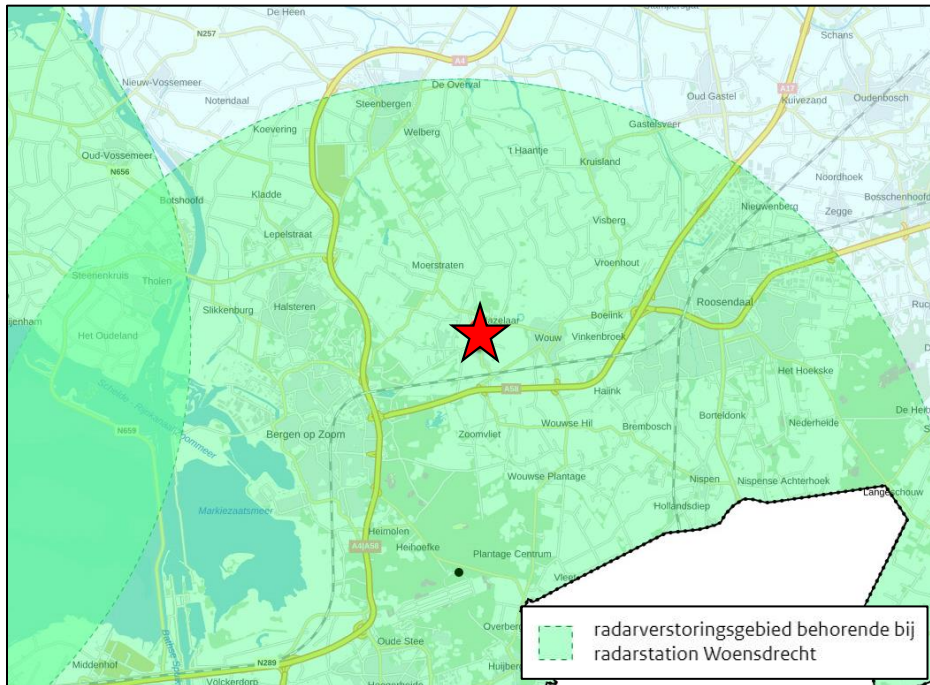 Stampersgat
De Heen
N257
A4
Schans
Nieuw-Vossemeer
De Overval
A17
Notendaal
Steenbergen
Oud Gastel
Kuivezand
Oudenbosch
Koevering
Welberg
Gastelsveer
Oud-Vossemeer
't Haantje
Kruisland
N656
Noordhoek
Kladde
Botshoofd
Nieuwenberg
Zegge
Bosschenhoofd
Visberg
Lepelstraat
Moerstraten
Vroenhout
Steenenkruis
Tholen
Slikkenburg
Halsteren
Roosendaal
Boeiink
Het Oudeland
Wouw
Vinkenbroek
Het Hoekske
A58
Haiink
Borteldonk
Nederheide
N659
Bergen op Zoom
Zoomvliet
Wouwse Hil
Brembosch
Wouwse Plantage
Nispen
Nispense Achterhoek
Markiezaatsmeer
Hollandsdiep
Langeschouw
Heimolen
A4|A58
Heihoefke
Plantage Centrum
Oude Stee
radarverstoringsgebied behorende bij
radarstation Woensdrecht
Middenhof
N289
Völckerdorp